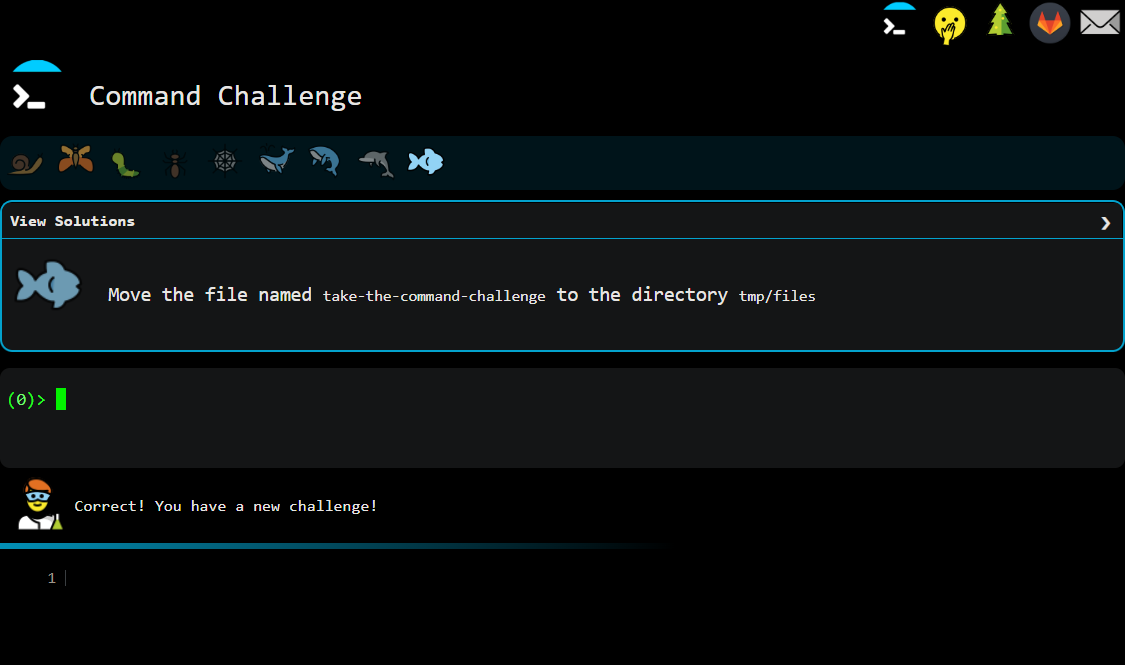 Command Challenge
View Solutions
Move the file named take-the-command-challenge to the directory tmp/files
(0)>
Correct! You have a new challenge!
1